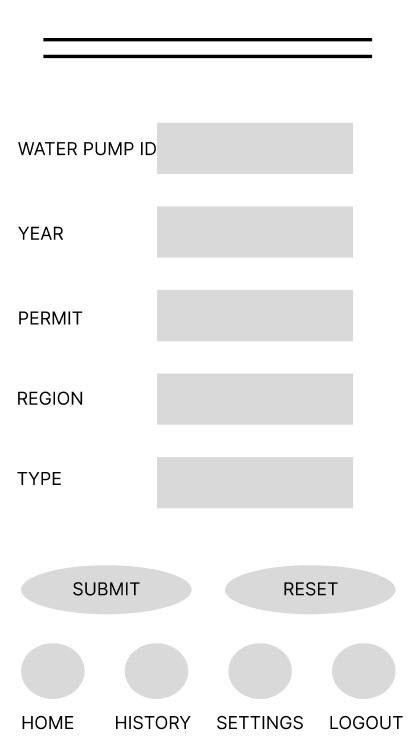 WATER PUMP ID
YEAR
PERMIT
REGION
TYPE
SUBMIT RESET
HOME HISTORY SETTINGS LOGOUT